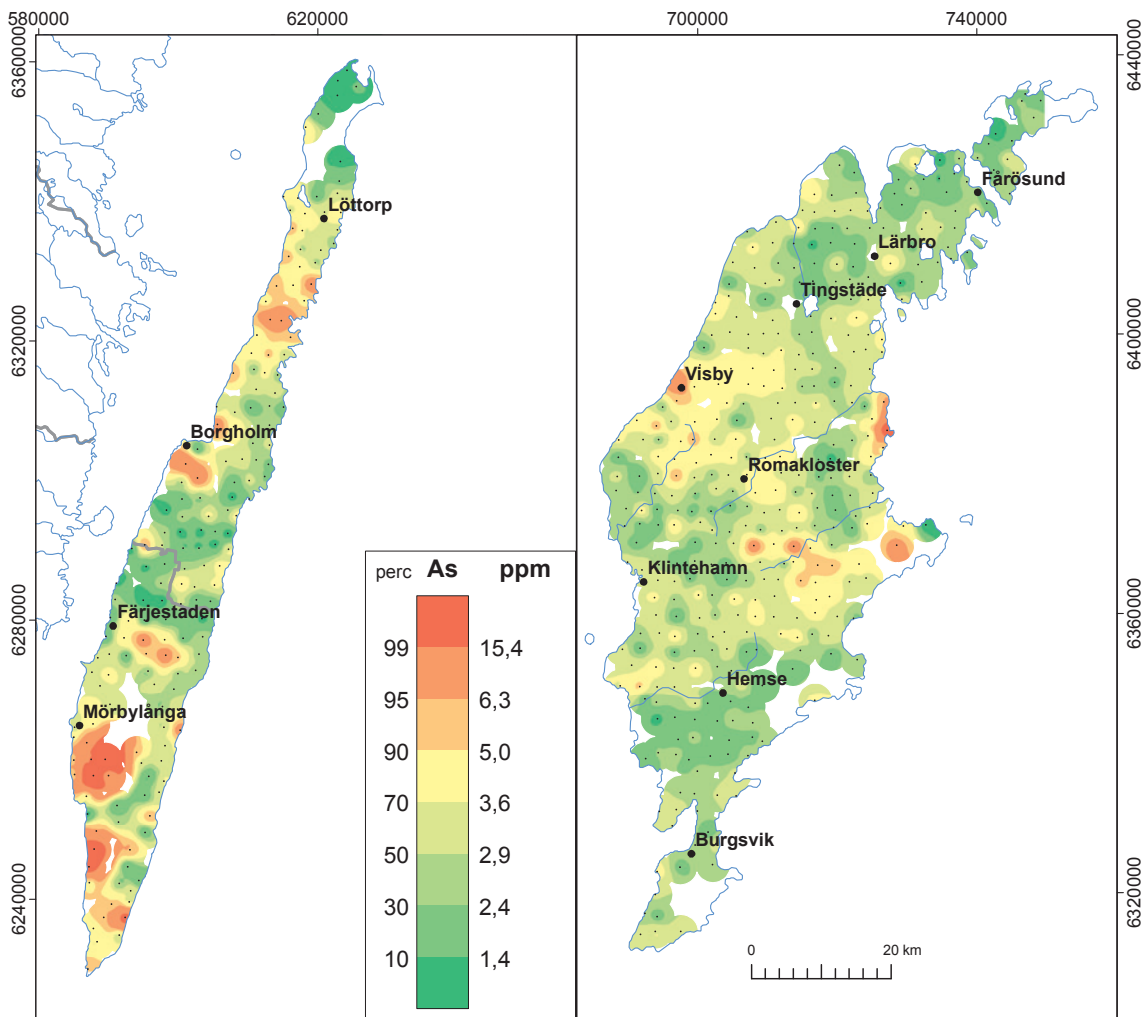 580000 620000 700000 740000
6360000
6440000
Löttorp
Fårösund
Lärbro
Tingstäde
6320000
6400000
Visby
Borgholm
Romakloster
perc As ppm
Klintehamn
6280000
Färjestaden
6360000
99 15,4
95 6,3
Hemse
Mörbylånga
90 5,0
70 3,6
50 2,9
Burgsvik
30 2,4
6240000
6320000
10 1,4
0 20 km